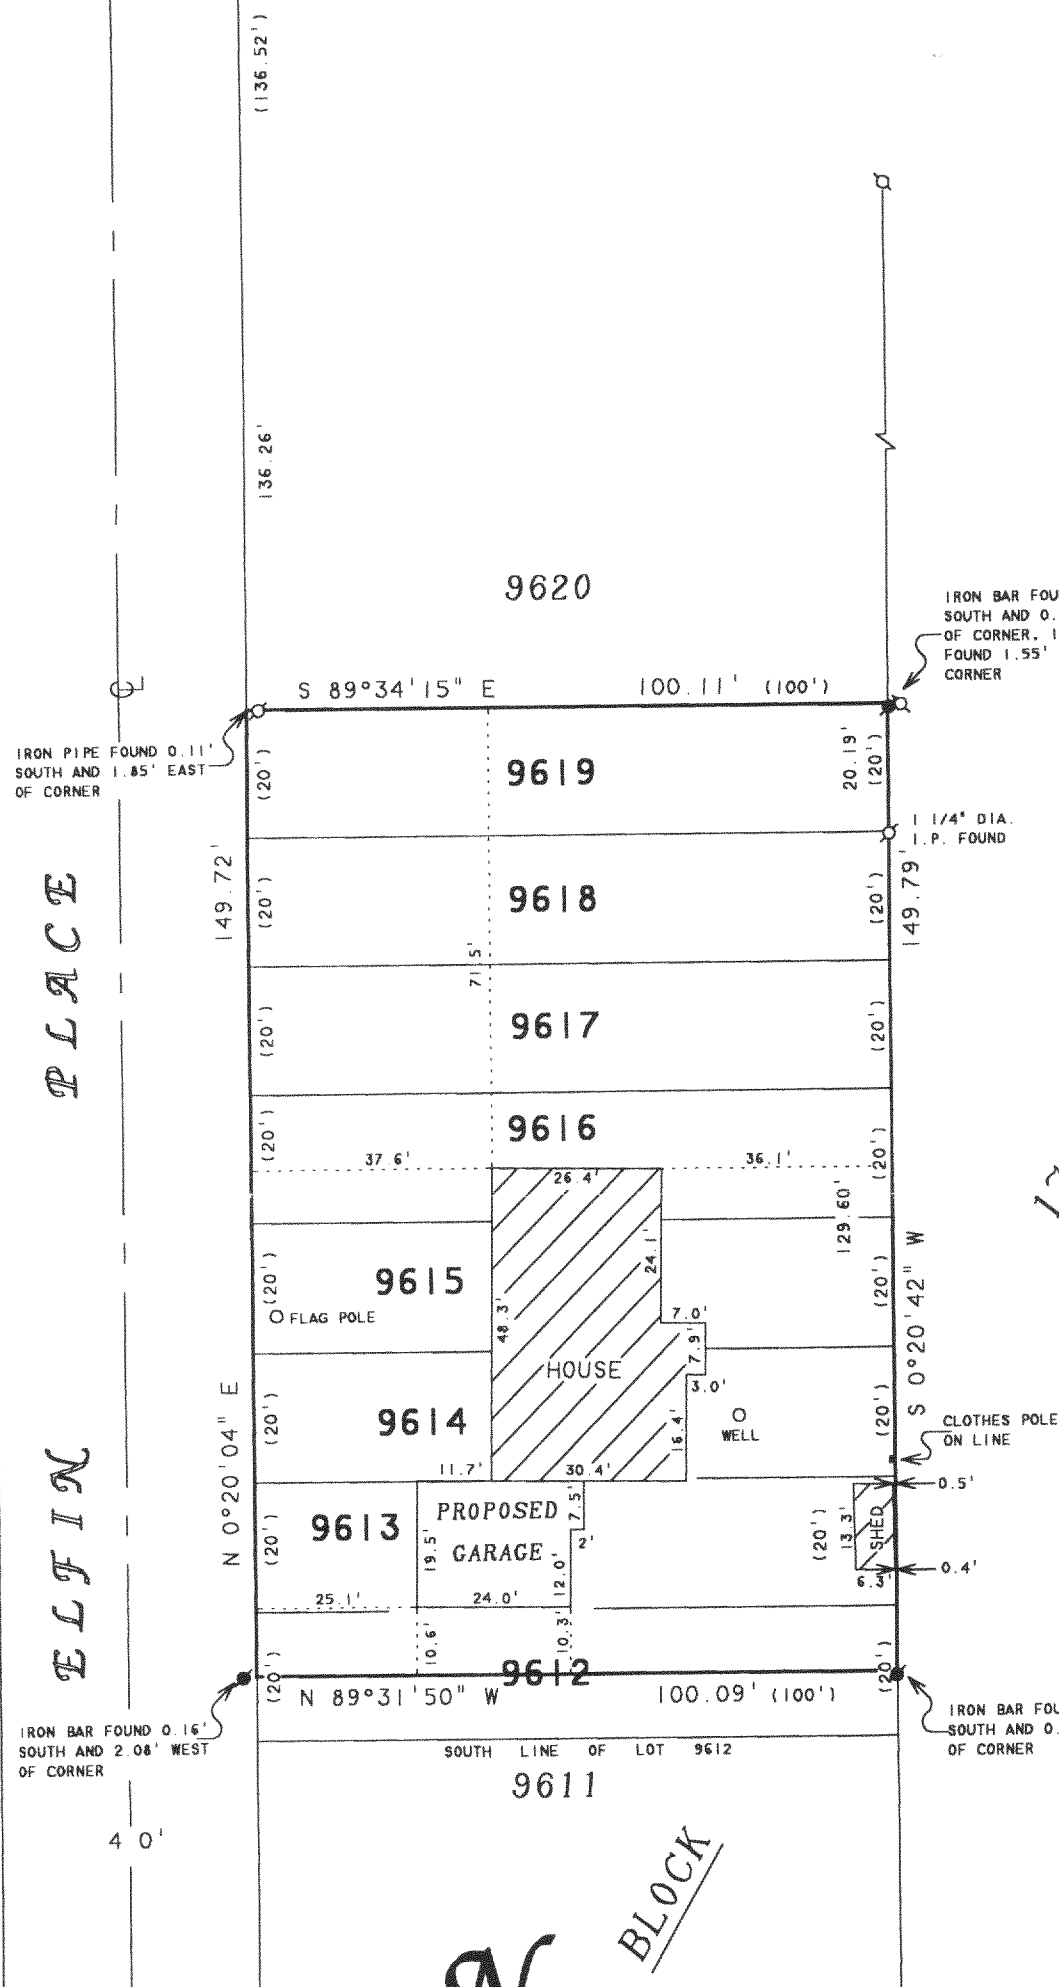 (136.52')
136.26'
9620
IRON BAR FOU
SOUTH AND 0.
OF CORNER. I
FOUND 1.55'
CORNER
S 89°34'15" E
100.11' (100')
IRON PIPE FOUND 0.11'
SOUTH AND 1.85' EAST
OF CORNER
(20')
9619
20.19'
(20')
1 1/4" DIA.
I.P. FOUND
149.72'
(20')
9618
(20')
149.79'
71.5'
(20')
9617
(20')
PLACE
(20')
9616
(20')
37.6'
26.4'
36.1'
129.60'
24.1'
(20')
9615
(20')
S 0°20'42" W
FLAG POLE
48.3'
7.0'
7.9'
HOUSE
3.0'
N 0°20'04" E
(20')
9614
16.4'
WELL
(20')
CLOTHES POLE
ON LINE
11.7'
30.4'
0.5'
ELFIN
(20')
9613
19.5'
PROPOSED
GARAGE
7.5'
2'
12.0'
(20')
13.3'
SHED
6.3'
0.4'
25.1'
24.0'
10.6'
10.3'
(20')
9612
(20')
N 89°31'50" W
100.09' (100')
IRON BAR FOUND 0.16'
SOUTH AND 2.08' WEST
OF CORNER
IRON BAR FOU
SOUTH AND 0.
OF CORNER
SOUTH LINE OF LOT 9612
9611
40'
BLOCK
N